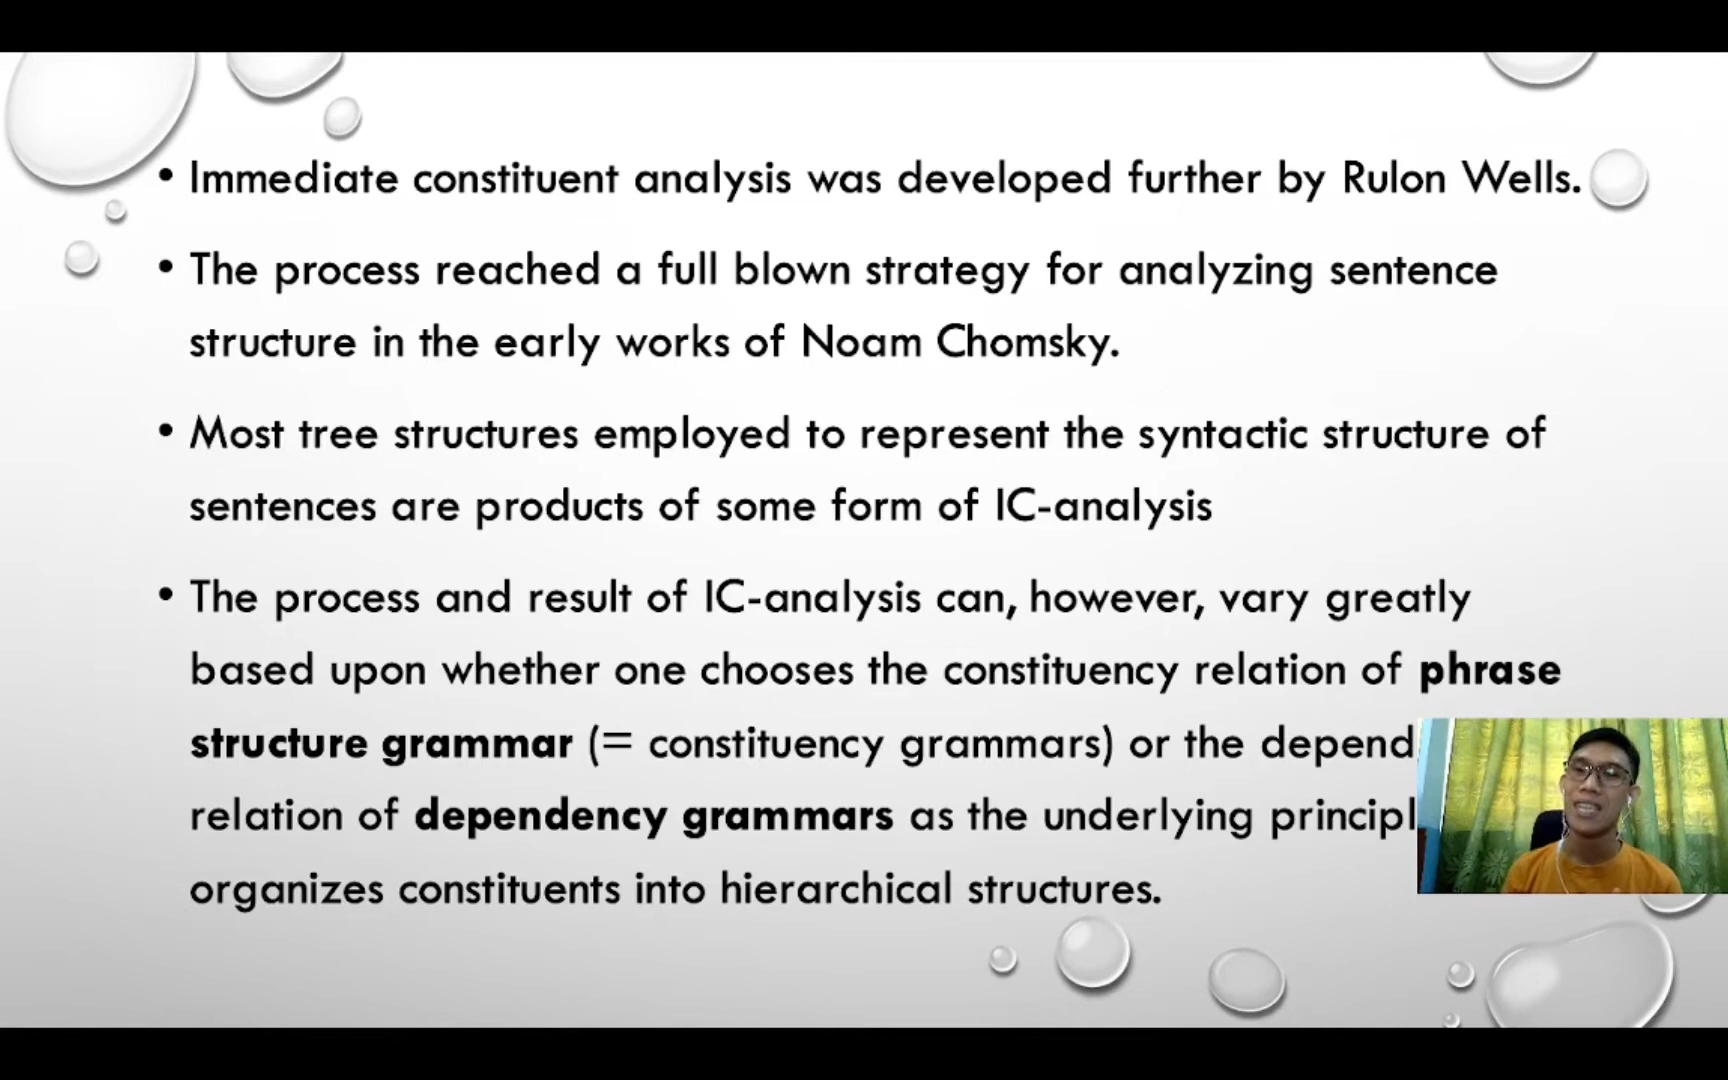 • Immediate constituent analysis was developed further by Rulon Wells.
• The process reached a full blown strategy for analyzing sentence
structure in the early works of Noam Chomsky.
• Most tree structures employed to represent the syntactic structure of
sentences are products of some form of IC-analysis
• The process and result of IC-analysis can, however, vary greatly
based upon whether one chooses the constituency relation of phrase
structure grammar (= constituency grammars) or the depend
relation of dependency grammars as the underlying principl
organizes constituents into hierarchical structures.